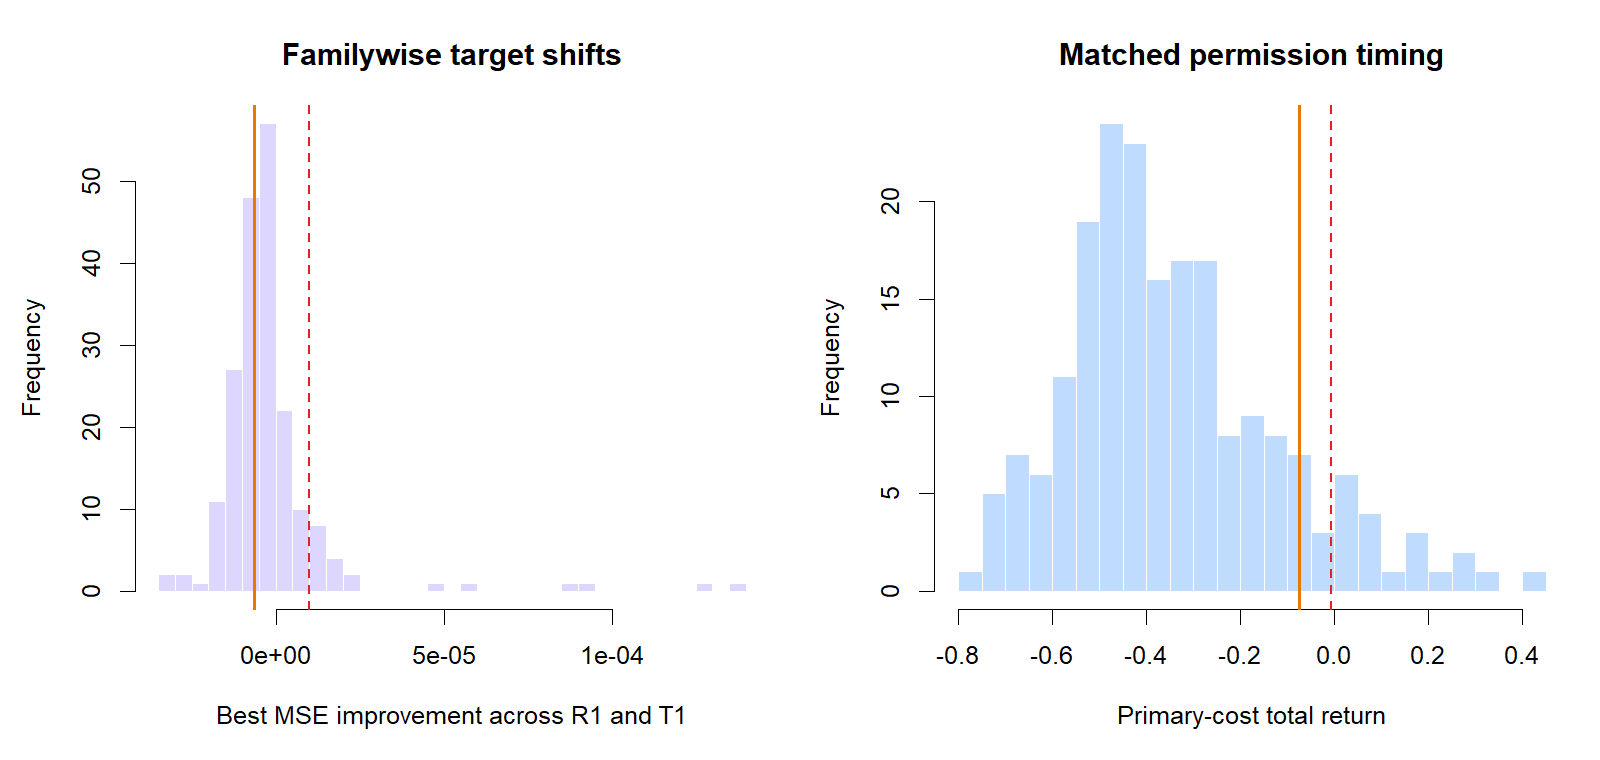 Familywise target shifts
Frequency
50
40
30
20
10
0
0e+00 5e-05 1e-04
Best MSE improvement across R1 and T1
Matched permission timing
Frequency
20
15
10
5
0
-0.8 -0.6 -0.4 -0.2 0.0 0.2 0.4
Primary-cost total return